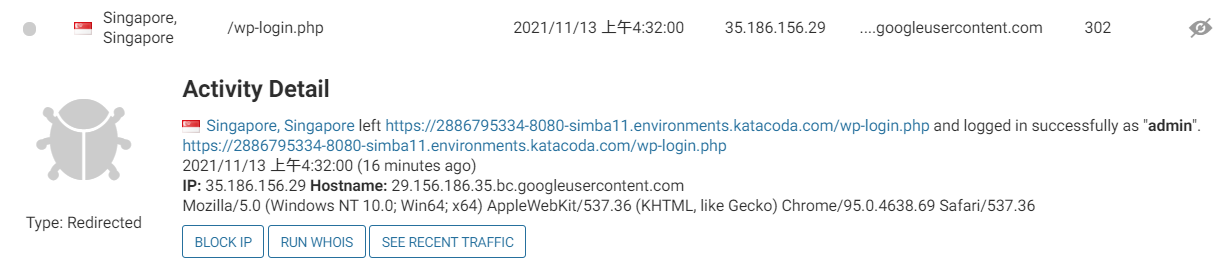 Singapore, Singapore /wp-login.php 2021/11/13 上午4:32:00 35.186.156.29 ....googleusercontent.com 302
Activity Detail
Singapore, Singapore left https://2886795334-8080-simba11.environments.katacoda.com/wp-login.php and logged in successfully as "admin".
https://2886795334-8080-simba11.environments.katacoda.com/wp-login.php
2021/11/13 上午4:32:00 (16 minutes ago)
IP: 35.186.156.29 Hostname: 29.156.186.35.bc.googleusercontent.com
Mozilla/5.0 (Windows NT 10.0; Win64; x64) AppleWebKit/537.36 (KHTML, like Gecko) Chrome/95.0.4638.69 Safari/537.36
Type: Redirected
BLOCK IP RUN WHOIS SEE RECENT TRAFFIC